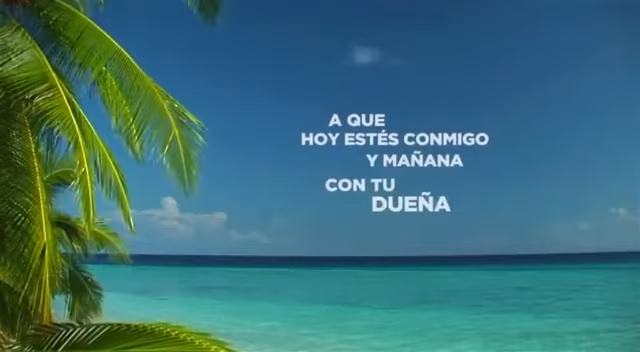 A QUE
HOY ESTÉS CONMIGO
Y MAÑANA
CON TU
DUEÑA